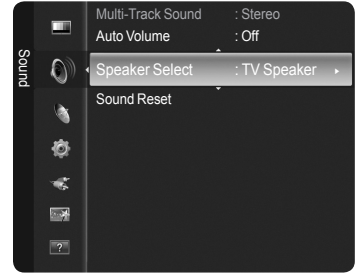 Sound
Multi-Track Sound : Stereo
Auto Volume : Off
Speaker Select : TV Speaker
Sound Reset
?